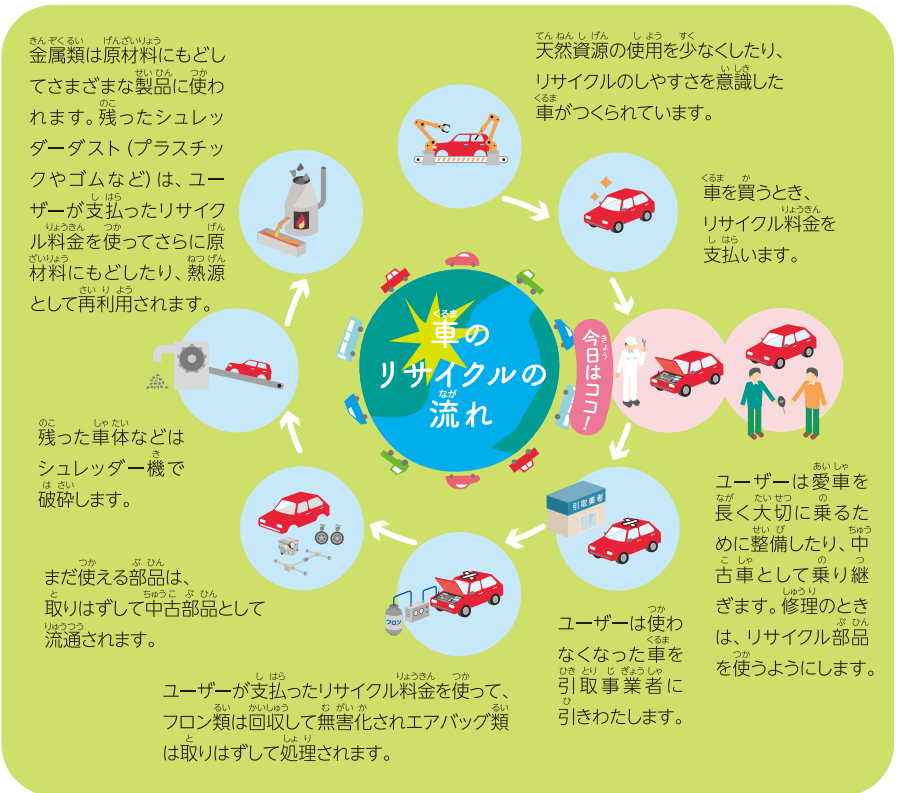 車のリサイクルの流れ
天然資源の使用を少なくしたり、
リサイクルのしやすさを意識した
車がつくられています。
車を買うとき、
リサイクル料金を
支払います。
今日はココ!
ユーザーは愛車を
長く大切に乗るた
めに整備したり、中
古車として乗り継
ぎます。修理のとき
は、リサイクル部品
を使うようにします。
引取業者
ユーザーは使わ
なくなった車を
引取事業者に
引きわたします。
フロン
ユーザーが支払ったリサイクル料金を使って、
フロン類は回収して無害化されエアバッグ類
は取りはずして処理されます。
まだ使える部品は、
取りはずして中古部品として
流通されます。
残った車体などは
シュレッダー機で
破砕します。
金属類は原材料にもどし
てさまざまな製品に使わ
れます。残ったシュレッ
ダーダスト(プラスチッ
クやゴムなど)は、ユー
ザーが支払ったリサイク
ル料金を使ってさらに原
材料にもどしたり、熱源
として再利用されます。